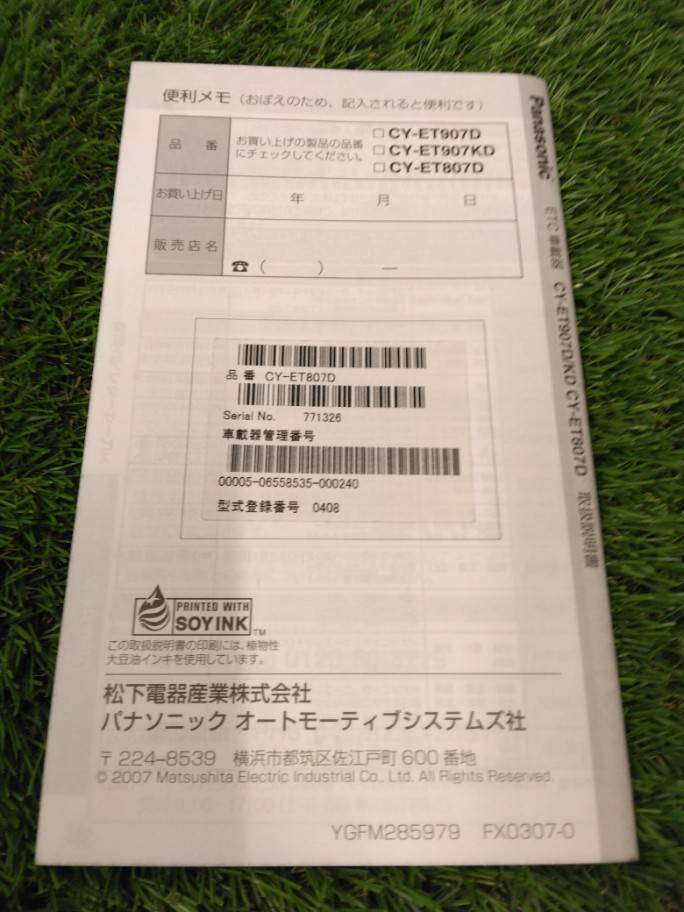 便利メモ（おぼえのため、記入されると便利です）
品 番
お買い上げの製品の品番
にチェックしてください。
□ CY-ET907D
□ CY-ET907KD
□ CY-ET807D
お買い上げ日
年 月 日
販売店名
☎（ ） ―
品 番 CY-ET807D
Serial No. 771326
車載器管理番号
00005-06558535-000240
型式登録番号 0408
PRINTED WITH
SOY INK™
この取扱説明書の印刷には、植物性
大豆油インキを使用しています。
松下電器産業株式会社
パナソニック オートモーティブシステムズ社
〒224-8539 横浜市都筑区佐江戸町600番地
© 2007 Matsushita Electric Industrial Co., Ltd. All Rights Reserved.
YGFM285979 FX0307-0
Panasonic ETC車載器 CY-ET907D/KD CY-ET807D 取扱説明書